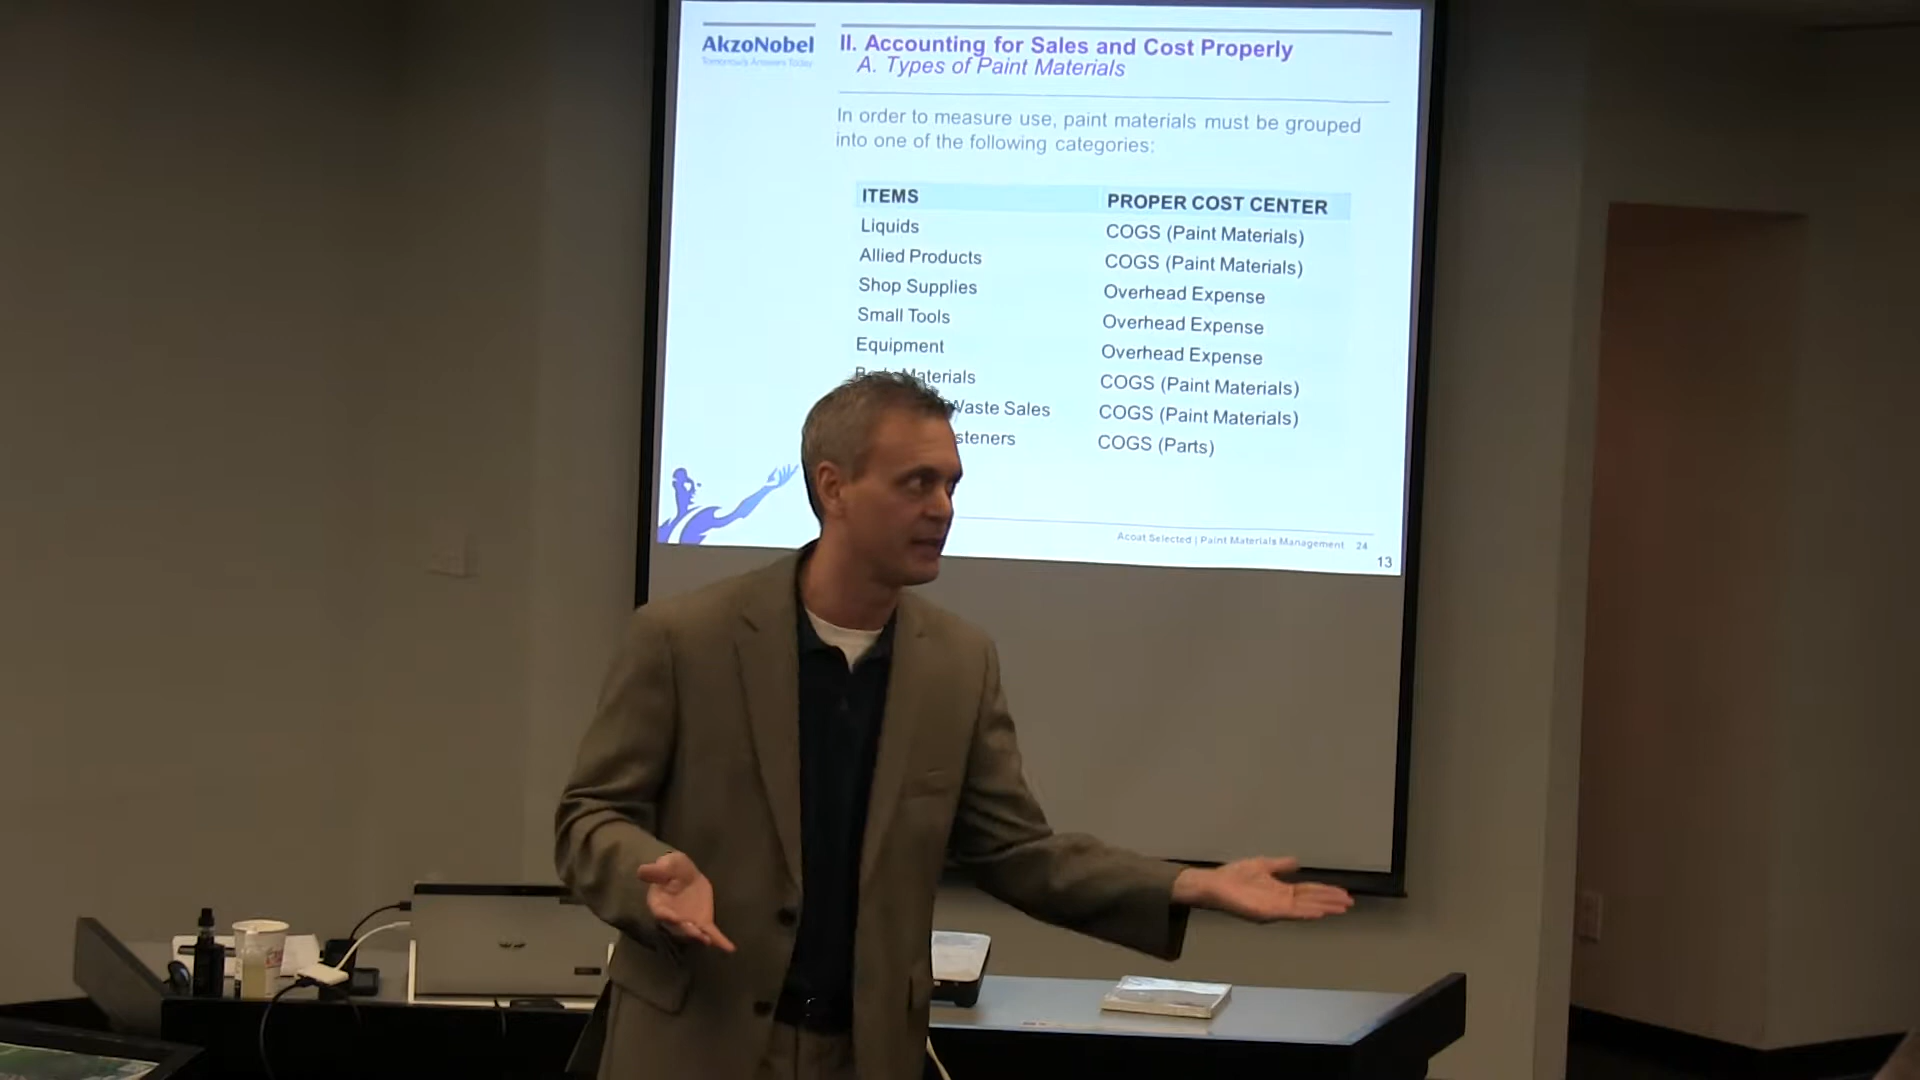 AkzoNobel
Tomorrow's Answers Today
II. Accounting for Sales and Cost Properly
A. Types of Paint Materials
In order to measure use, paint materials must be grouped
into one of the following categories:
ITEMS PROPER COST CENTER
Liquids COGS (Paint Materials)
Allied Products COGS (Paint Materials)
Shop Supplies Overhead Expense
Small Tools Overhead Expense
Equipment Overhead Expense
Materials COGS (Paint Materials)
Waste Sales COGS (Paint Materials)
COGS (Parts)
Acoat Selected | Paint Materials Management 24
13